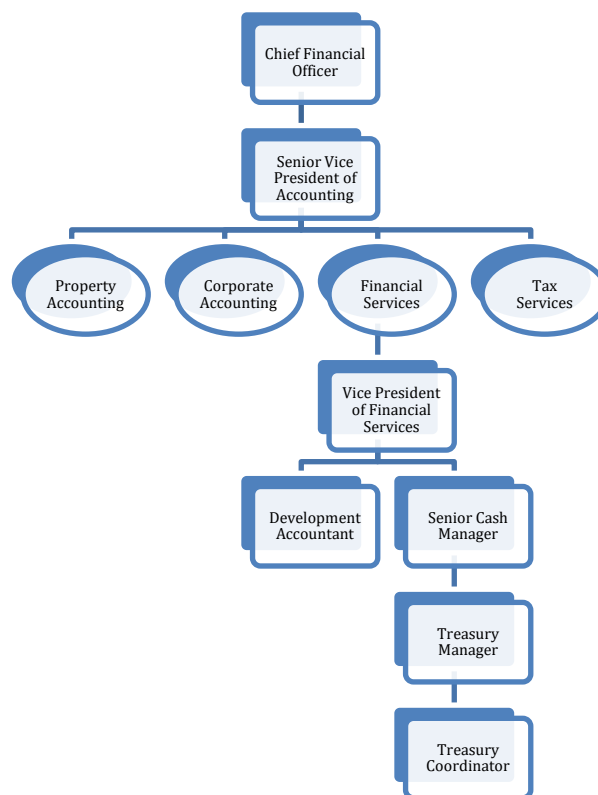 Chief Financial
Officer
Senior Vice
President of
Accounting
Property
Accounting
Corporate
Accounting
Financial
Services
Tax
Services
Vice President
of Financial
Services
Development
Accountant
Senior Cash
Manager
Treasury
Manager
Treasury
Coordinator